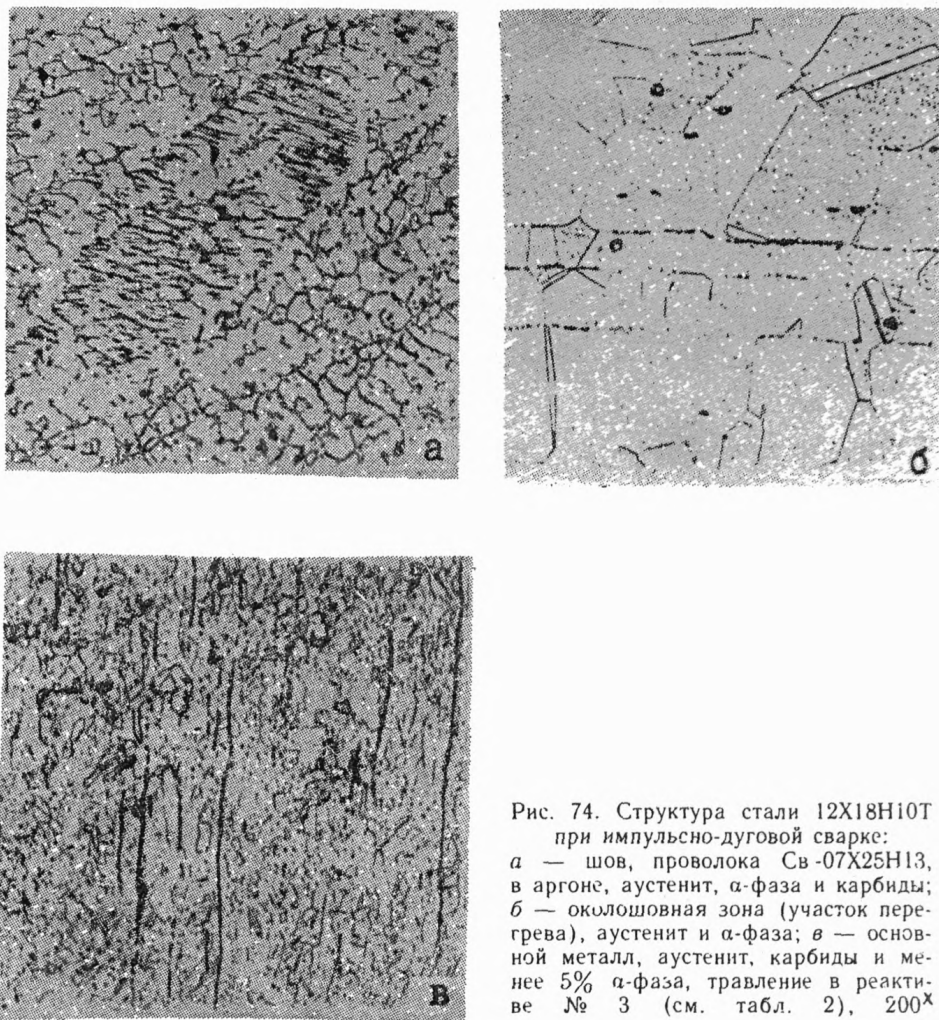 а
б
в
Рис. 74. Структура стали 12Х18Н10Т
при импульсно-дуговой сварке:
а — шов, проволока Св-07Х25Н13,
в аргоне, аустенит, α-фаза и карбиды;
б — околошовная зона (участок пере-
грева), аустенит и α-фаза; в — основ-
ной металл, аустенит, карбиды и ме-
нее 5% α-фаза, травление в реакти-
ве № 3 (см. табл. 2), 200ˣ